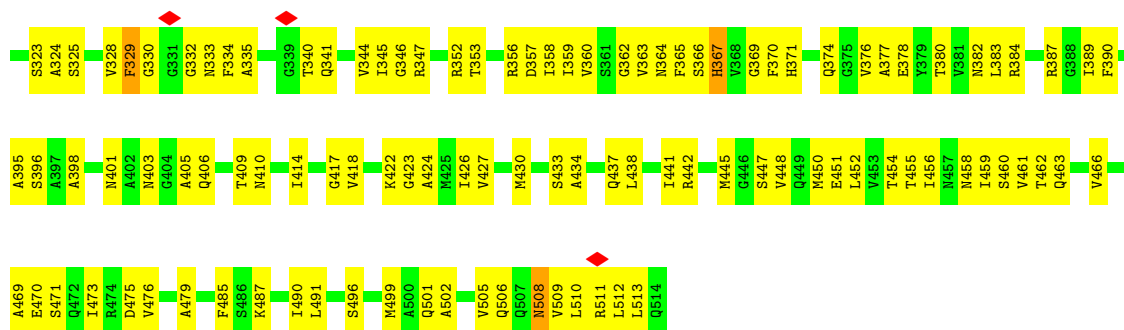 S323 A324 S325 V328 F329 G330 G331 G332 N333 F334 A335 G339 T340 Q341 V344 I345 G346 R347 R352 T353 R356 D357 I358 I359 V360 S361 G362 V363 N364 F365 S366 H367 V368 G369 F370 H371 Q374 G375 V376 A377 E378 Y379 T380 V381 N382 L383 R384 R387 G388 I389 F390
A395 S396 A397 A398 N401 A402 N403 G404 A405 Q406 T409 N410 I414 G417 V418 K422 G423 A424 M425 I426 V427 M430 S433 A434 Q437 L438 I441 R442 M445 G446 S447 V448 Q449 M450 E451 L452 V453 T454 T455 I456 N457 N458 I459 S460 V461 T462 Q463 V466
A469 E470 S471 Q472 I473 R474 D475 V476 A479 F485 S486 K487 I490 L491 S496 M499 A500 Q501 A502 V505 Q506 Q507 N508 V509 L510 R511 L512 L513 Q514